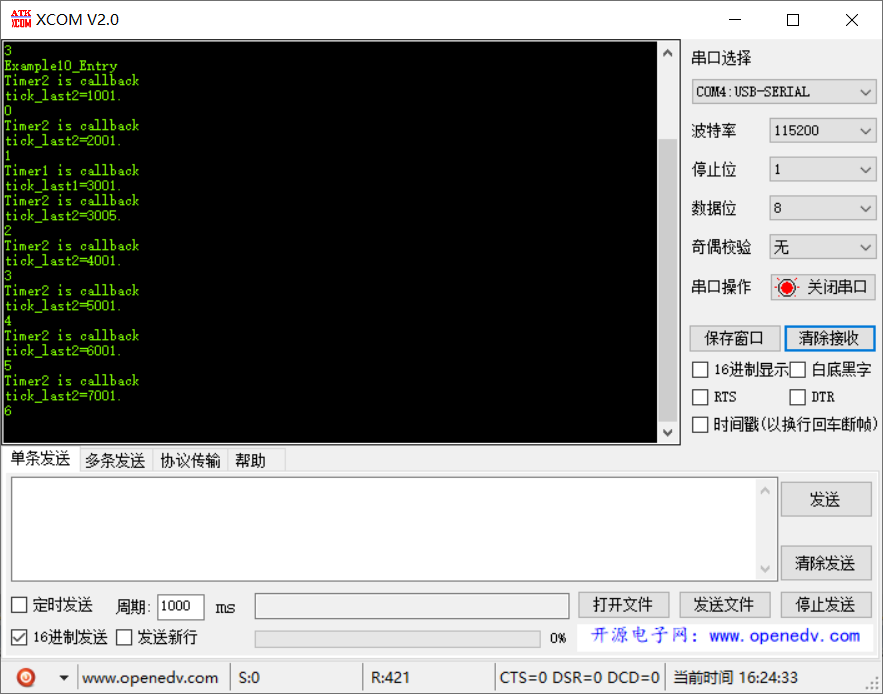 ATK XCOM XCOM V2.0
3
Example10_Entry
Timer2 is callback
tick_last2=1001.
0
Timer2 is callback
tick_last2=2001.
1
Timer1 is callback
tick_last1=3001.
Timer2 is callback
tick_last2=3005.
2
Timer2 is callback
tick_last2=4001.
3
Timer2 is callback
tick_last2=5001.
4
Timer2 is callback
tick_last2=6001.
5
Timer2 is callback
tick_last2=7001.
6
串口选择
COM4:USB-SERIAL
波特率 115200
停止位 1
数据位 8
奇偶校验 无
串口操作 关闭串口
保存窗口 清除接收
16进制显示 白底黑字
RTS DTR
时间戳(以换行回车断帧)
单条发送 多条发送 协议传输 帮助
发送
清除发送
定时发送 周期: 1000 ms 打开文件 发送文件 停止发送
16进制发送 发送新行 0% 开源电子网: www.openedv.com
www.openedv.com S:0 R:421 CTS=0 DSR=0 DCD=0 当前时间 16:24:33